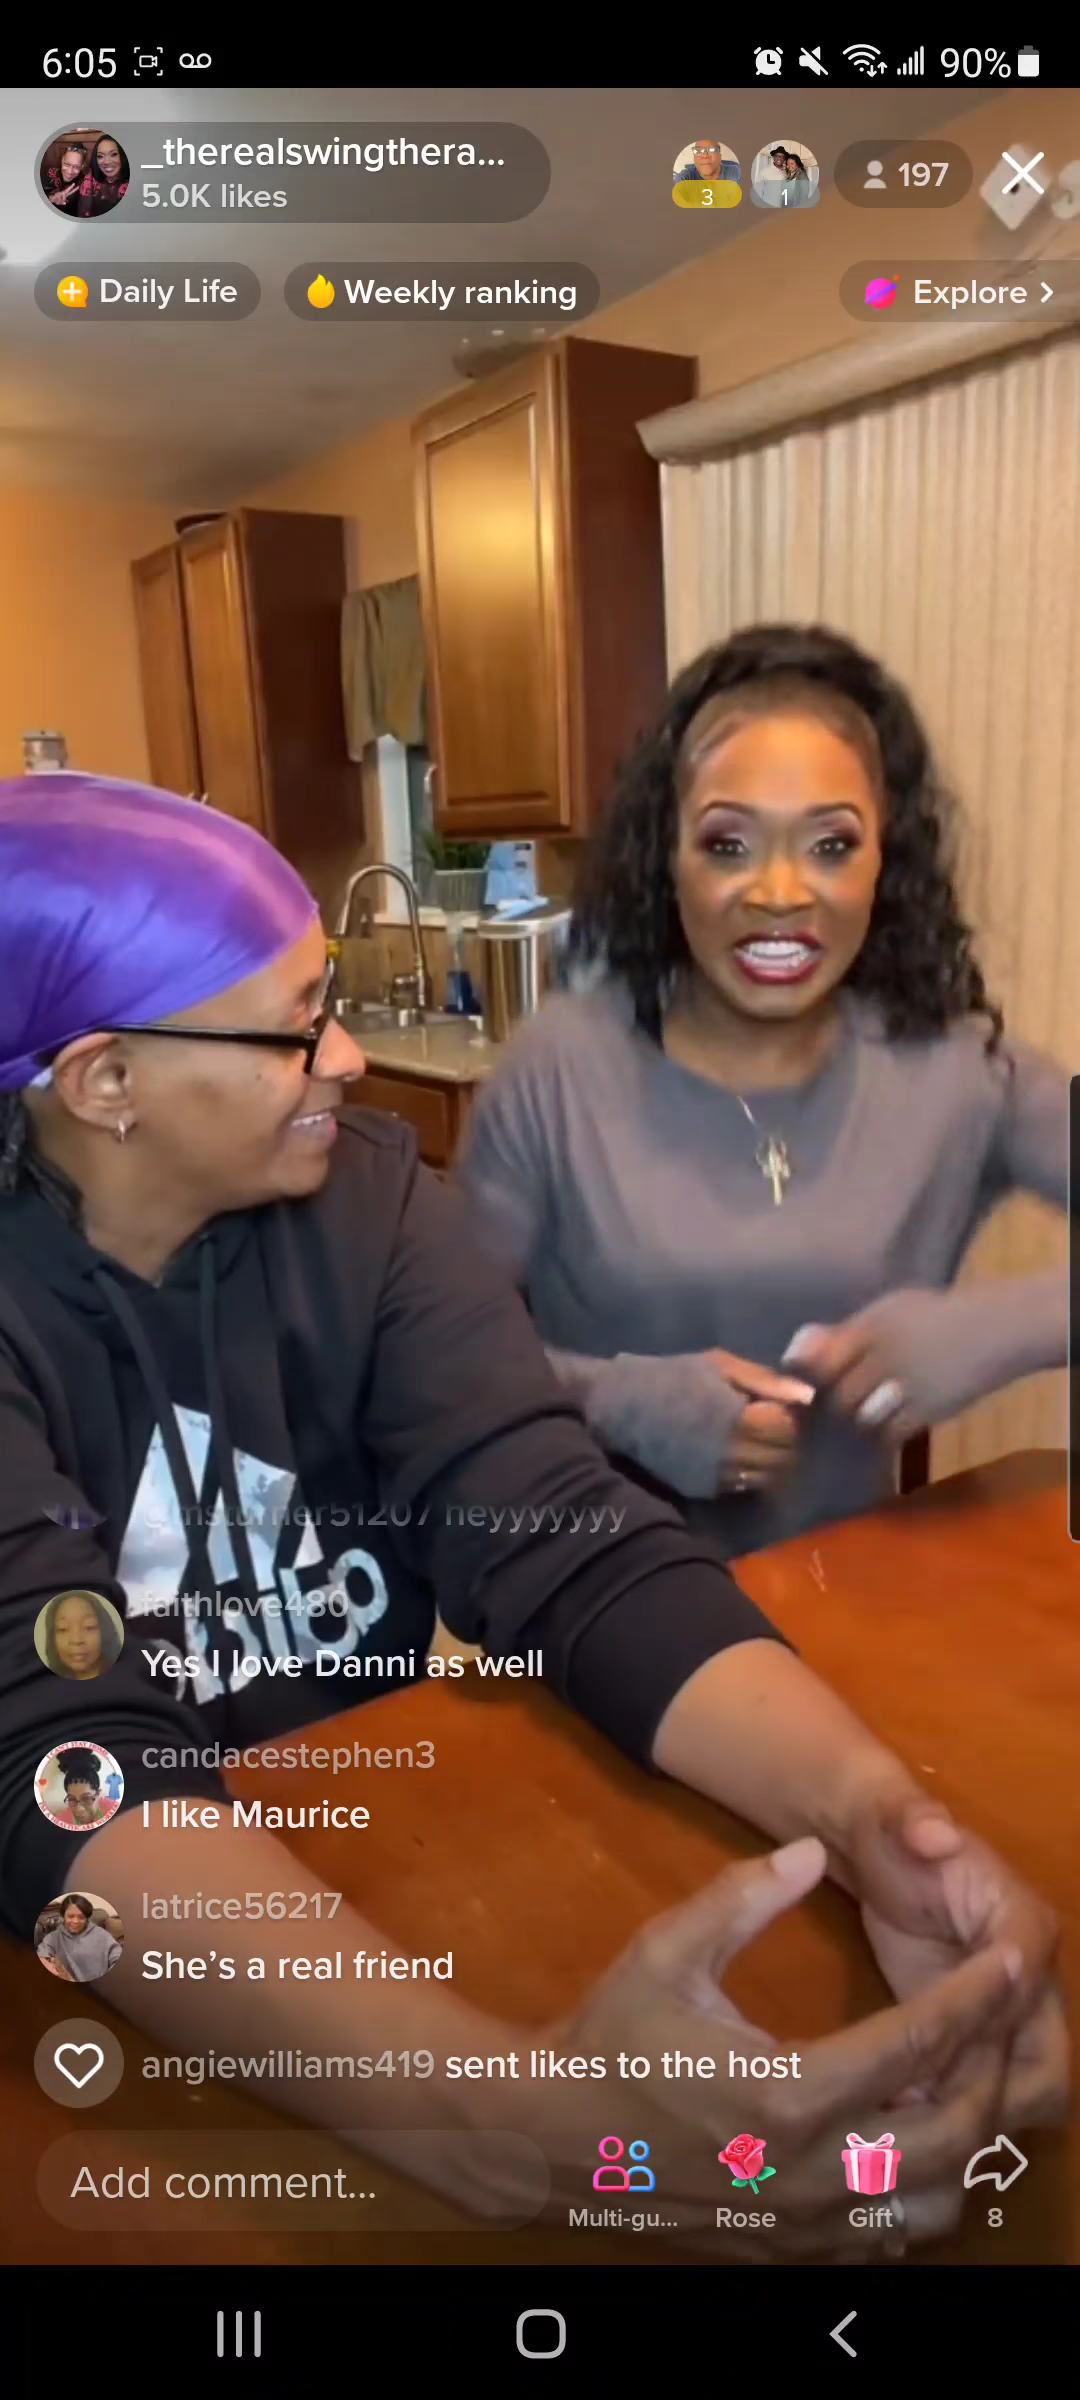 6:05
90%
_therealswingthera...
5.0K likes
3
1
197
Daily Life
Weekly ranking
Explore
@msturner51207 heyyyyyyy
faithlove480
Yes I love Danni as well
candacestephen3
I like Maurice
latrice56217
She's a real friend
angiewilliams419 sent likes to the host
Add comment...
Multi-gu...
Rose
Gift
8